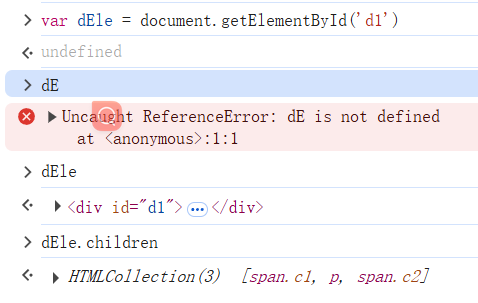 var dEle = document.getElementById('d1')
undefined
dE
Uncaught ReferenceError: dE is not defined
at <anonymous>:1:1
dEle
<div id="d1">…</div>
dEle.children
HTMLCollection(3) [span.c1, p, span.c2]